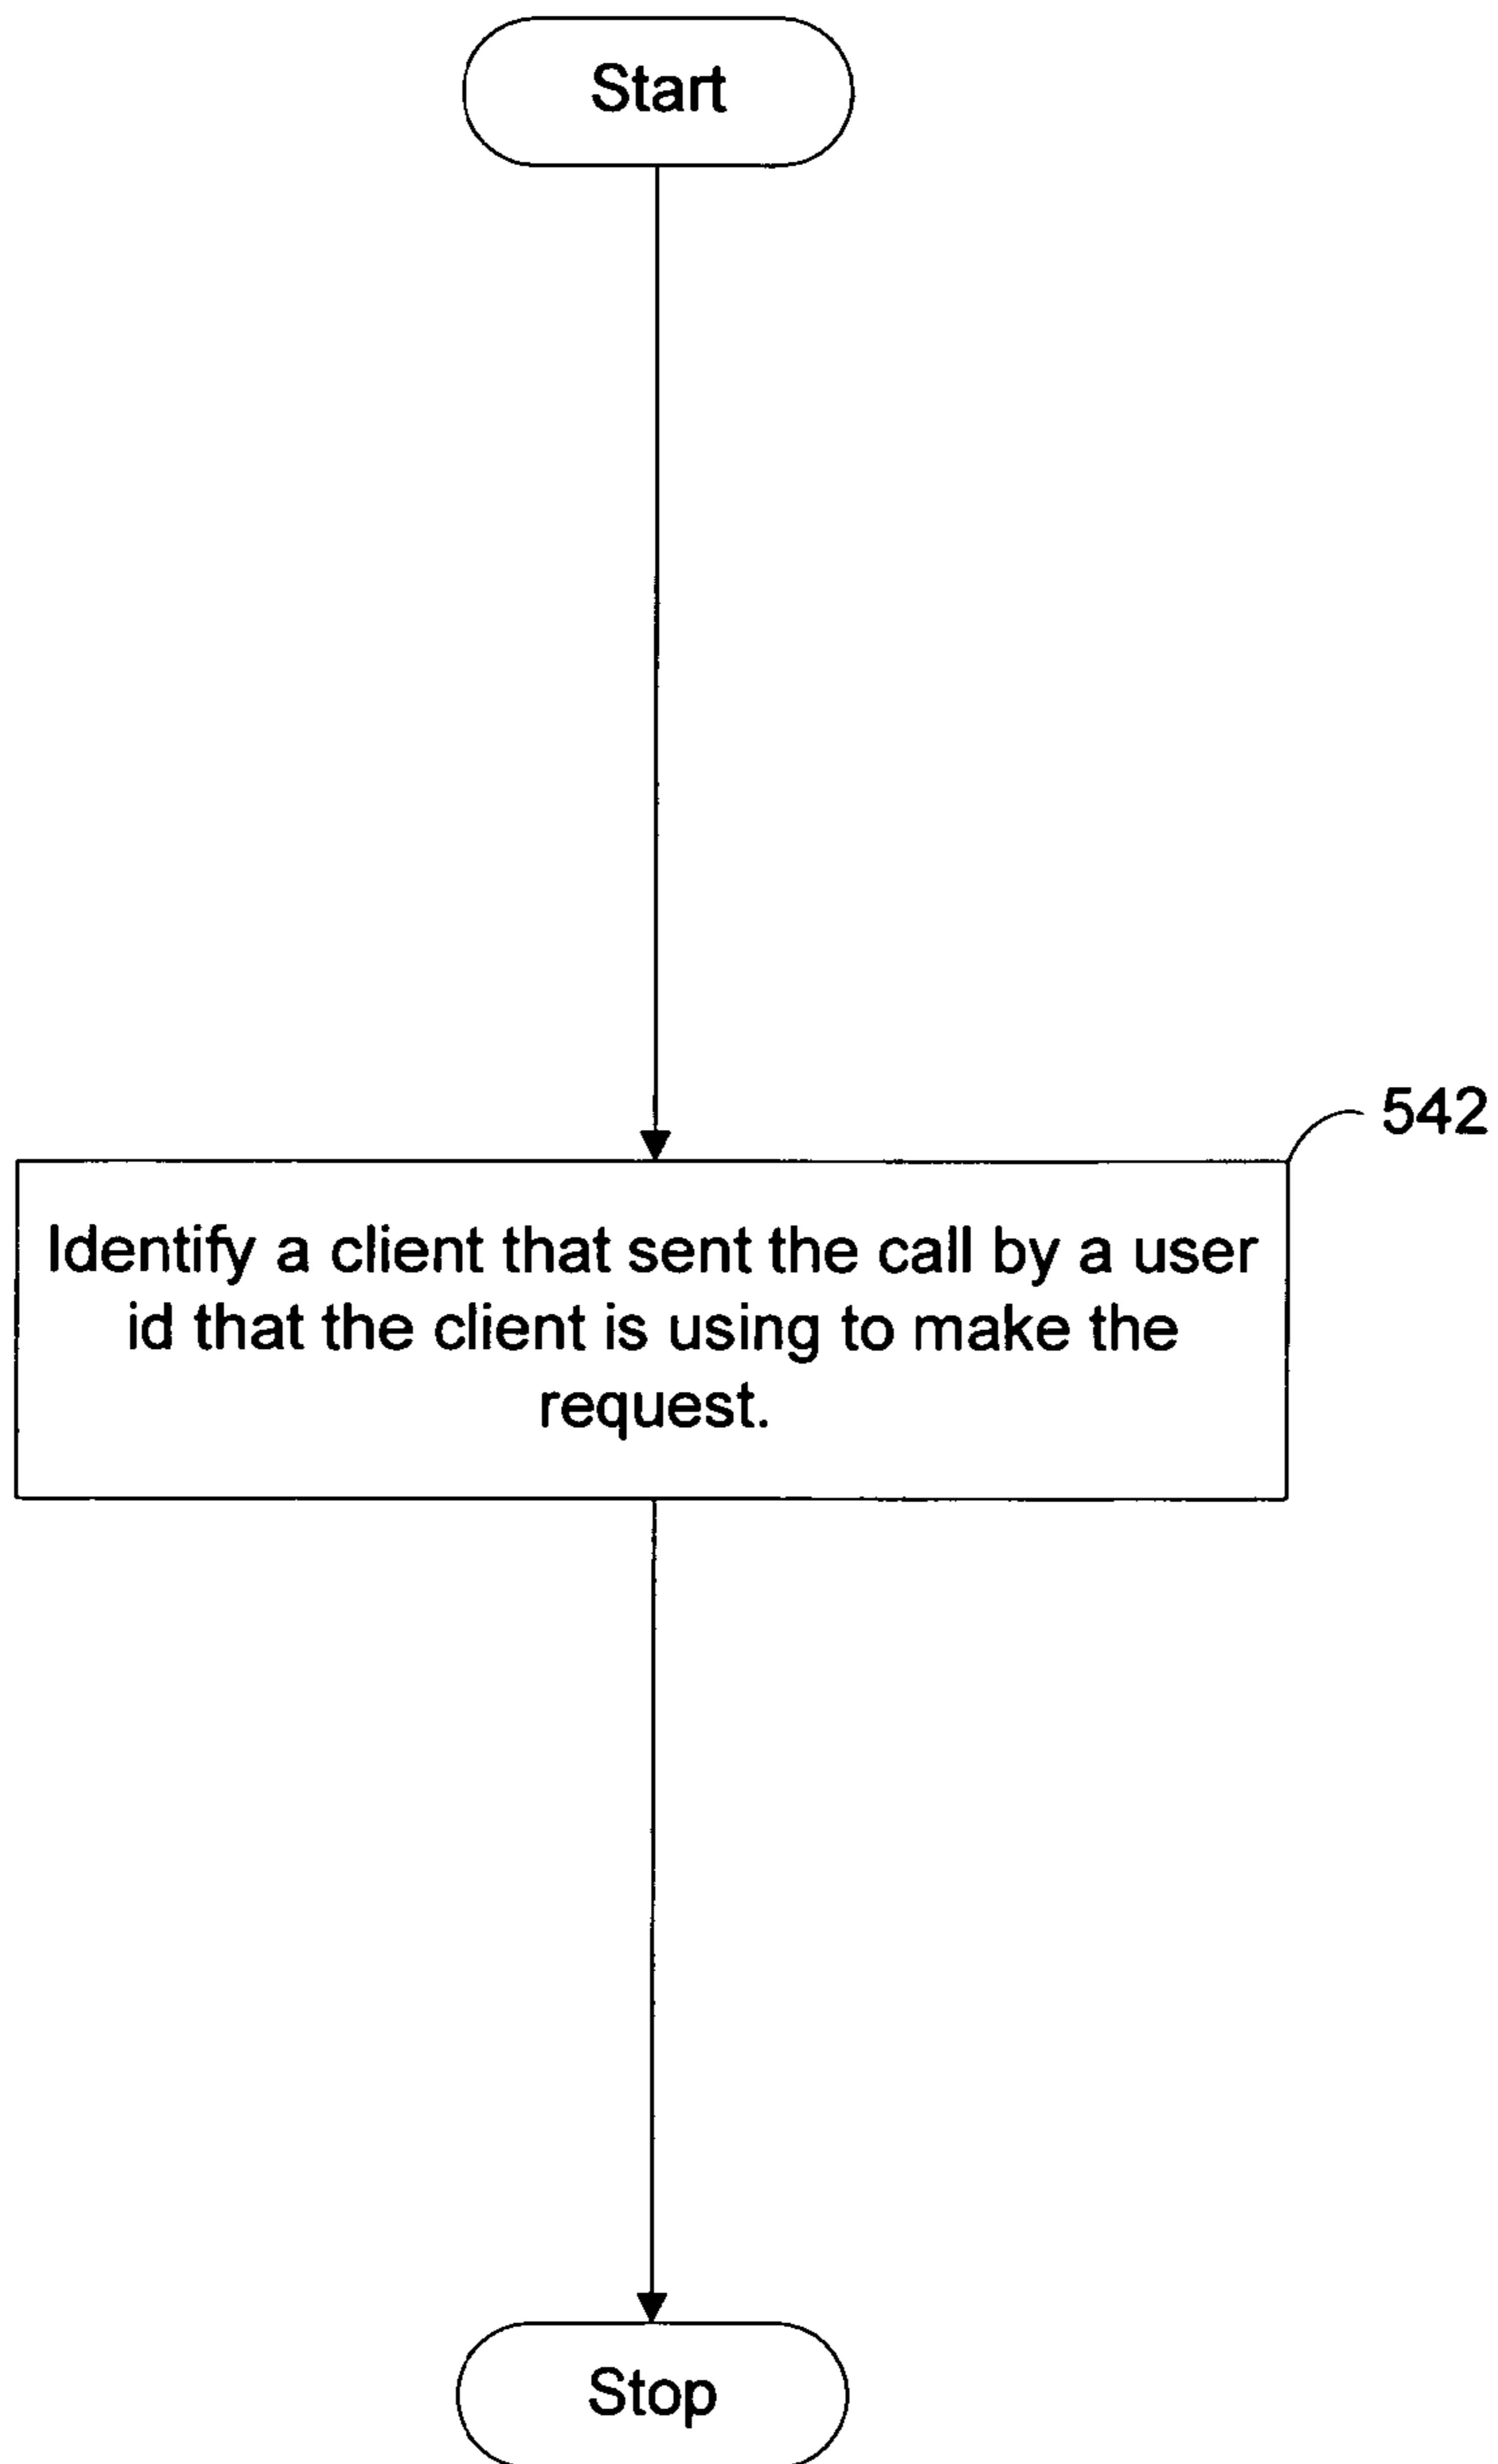 Start
542
Identify a client that sent the call by a user
id that the client is using to make the
request.
Stop